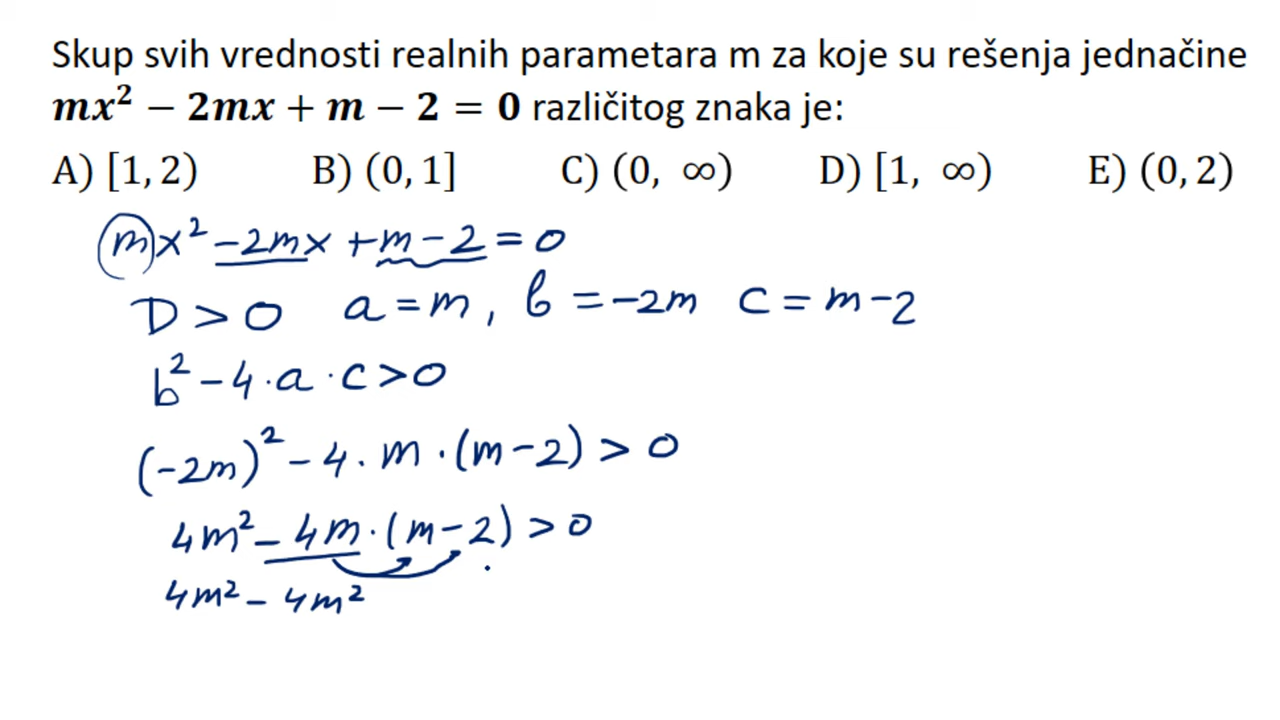 Skup svih vrednosti realnih parametara m za koje su rešenja jednačine
mx² − 2mx + m − 2 = 0 različitog znaka je:
A) [1, 2) B) (0, 1] C) (0, ∞) D) [1, ∞) E) (0, 2)
mx² -2mx +m-2=0
D>0 a=m, b=-2m c=m-2
b²-4·a·c>0
(-2m)²-4·m·(m-2)>0
4m²-4m·(m-2)>0
4m²-4m²